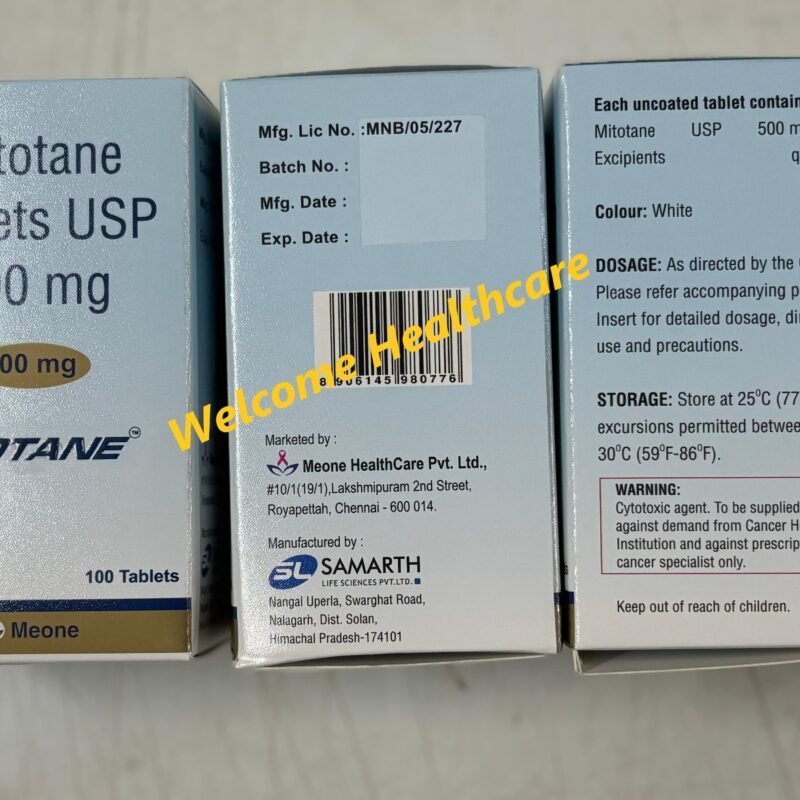 totane
ets USP
0 mg
00 mg
OTANE™
100 Tablets
Meone
Mfg. Lic No. :MNB/05/227
Batch No. :
Mfg. Date :
Exp. Date :
8 906145 980776
Marketed by :
Meone HealthCare Pvt. Ltd.,
#10/1(19/1),Lakshmipuram 2nd Street,
Royapettah, Chennai - 600 014.
Manufactured by :
SL SAMARTH
LIFE SCIENCES PVT.LTD.
Nangal Uperla, Swarghat Road,
Nalagarh, Dist. Solan,
Himachal Pradesh-174101
Welcome Healthcare
Each uncoated tablet contain
Mitotane USP 500 m
Excipients q
Colour: White
DOSAGE: As directed by the
Please refer accompanying p
Insert for detailed dosage, di
use and precautions.
STORAGE: Store at 25°C (77
excursions permitted betwee
30°C (59°F-86°F).
WARNING:
Cytotoxic agent. To be supplied
against demand from Cancer H
Institution and against prescrip
cancer specialist only.
Keep out of reach of children.